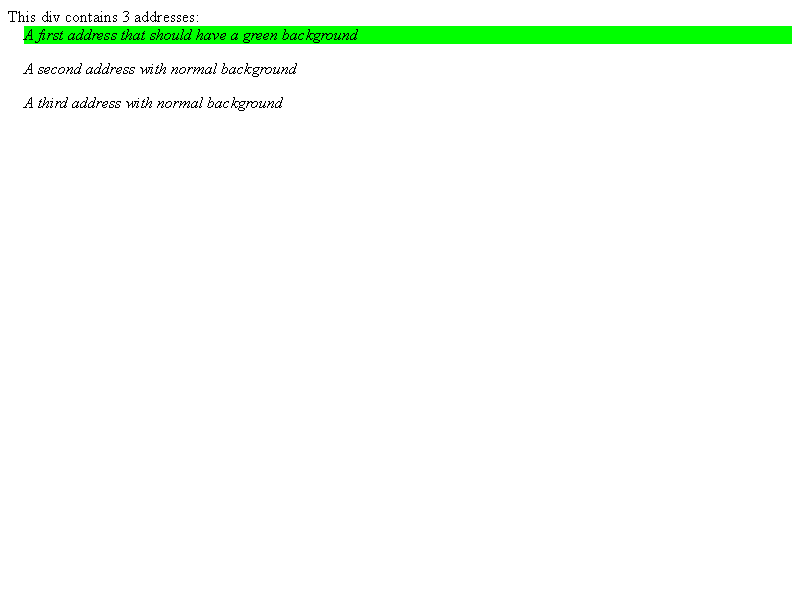 This div contains 3 addresses:
A first address that should have a green background
A second address with normal background
A third address with normal background